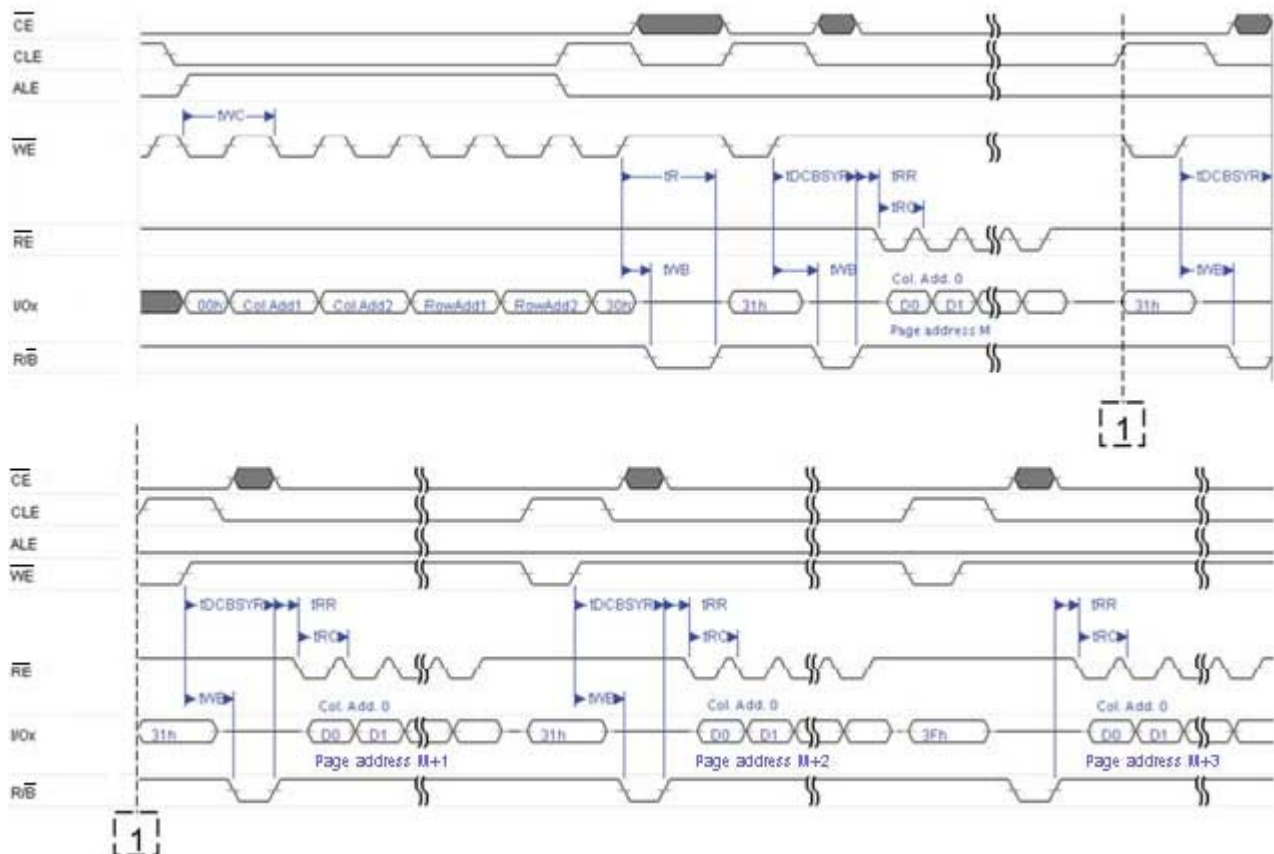 CE
CLE
ALE
tWC
WE
tR
tDCBSYR
tRR
tRC
RE
tWB
tWB
tDCBSYR
tWB
Col. Add. 0
I/Ox
00h
Col.Add1
Col.Add2
RowAdd1
RowAdd2
30h
31h
D0
D1
31h
Page address M
R/B
1
CE
CLE
ALE
WE
tDCBSYR
tRR
tDCBSYR
tRR
tRR
tRC
tRC
tRC
RE
tWB
tWB
Col. Add. 0
Col. Add. 0
Col. Add. 0
I/Ox
31h
D0
D1
31h
D0
D1
3Fh
D0
D1
Page address M+1
Page address M+2
Page address M+3
R/B
1